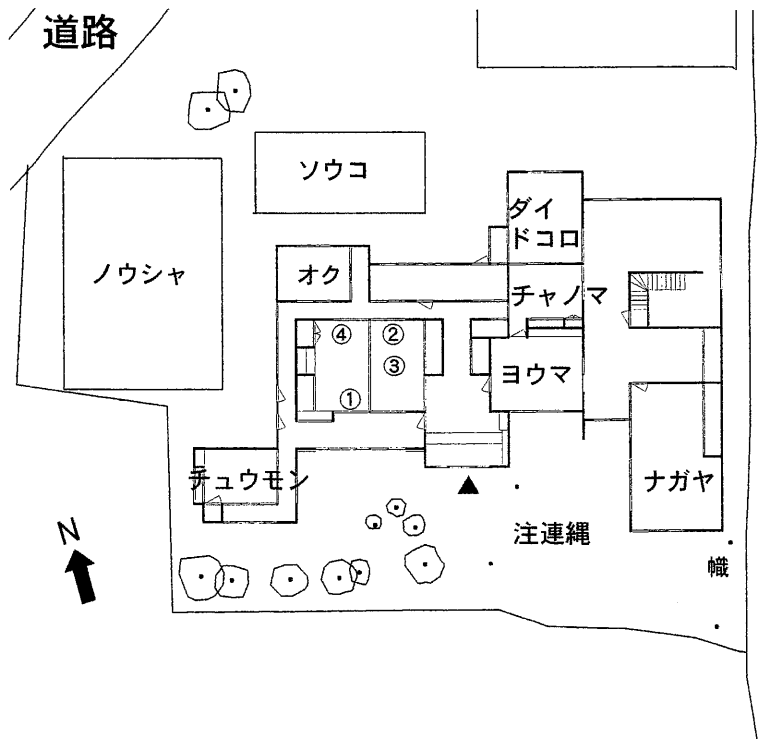 道路
ソウコ
ノウシャ
ダイ
ドコロ
オク
チャノマ
④
②
③
①
ヨウマ
チュウモン
ナガヤ
N
注連縄
幟